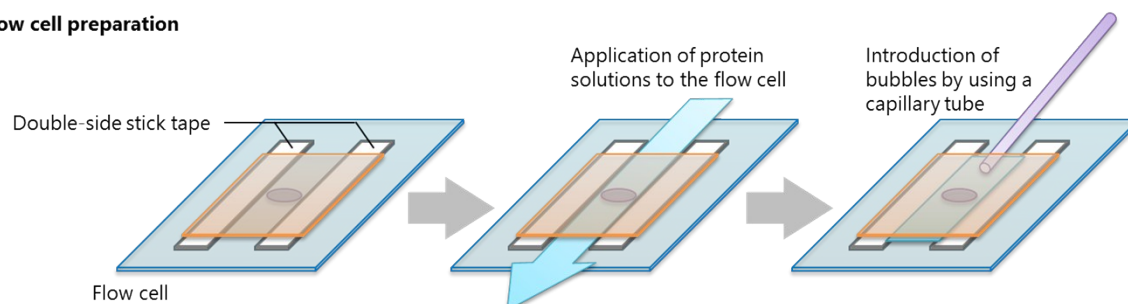 ow cell preparation
Application of protein
solutions to the flow cell
Introduction of
bubbles by using a
capillary tube
Double-side stick tape
Flow cell